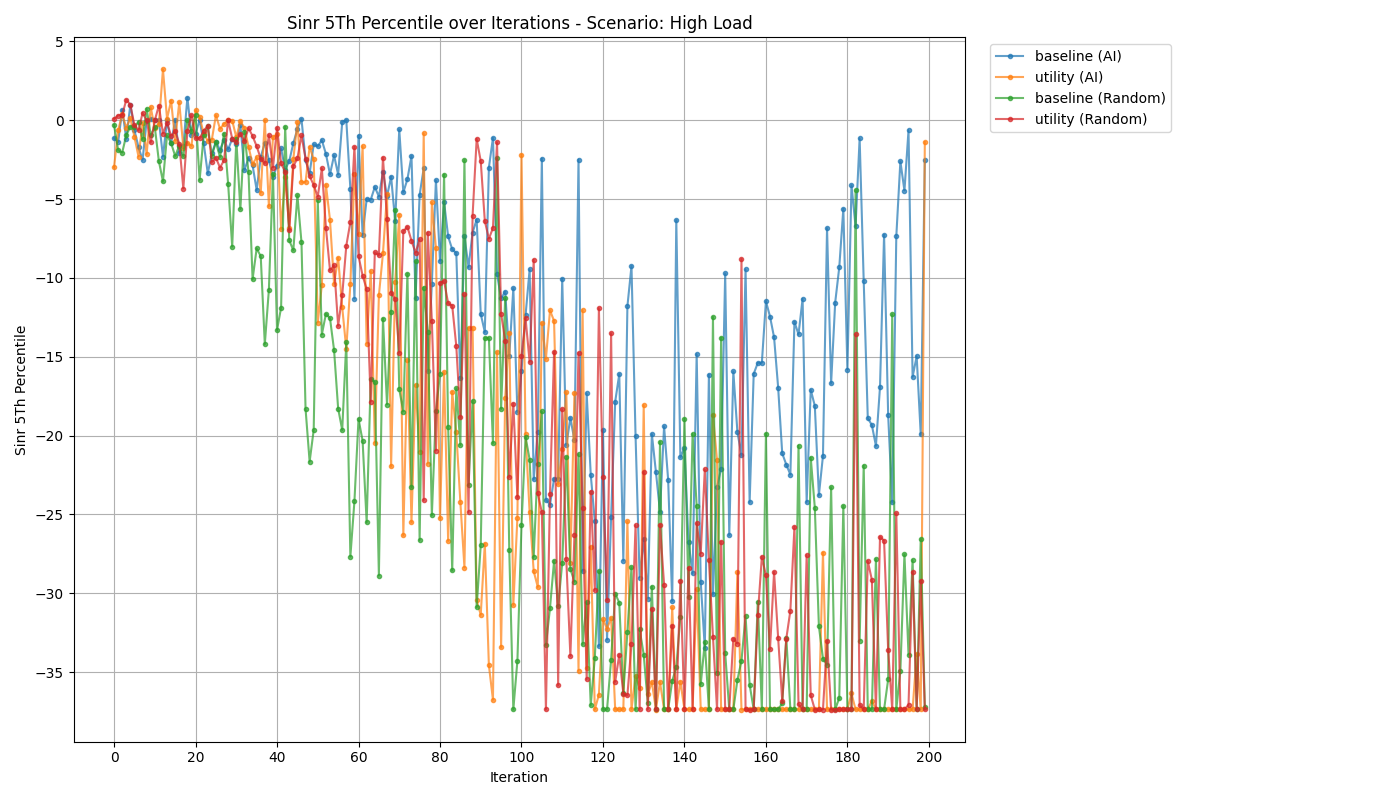 Sinr 5Th Percentile over Iterations - Scenario: High Load
5
0
−5
−10
−15
−20
−25
−30
−35
Sinr 5Th Percentile
0 20 40 60 80 100 120 140 160 180 200
Iteration
baseline (AI)
utility (AI)
baseline (Random)
utility (Random)